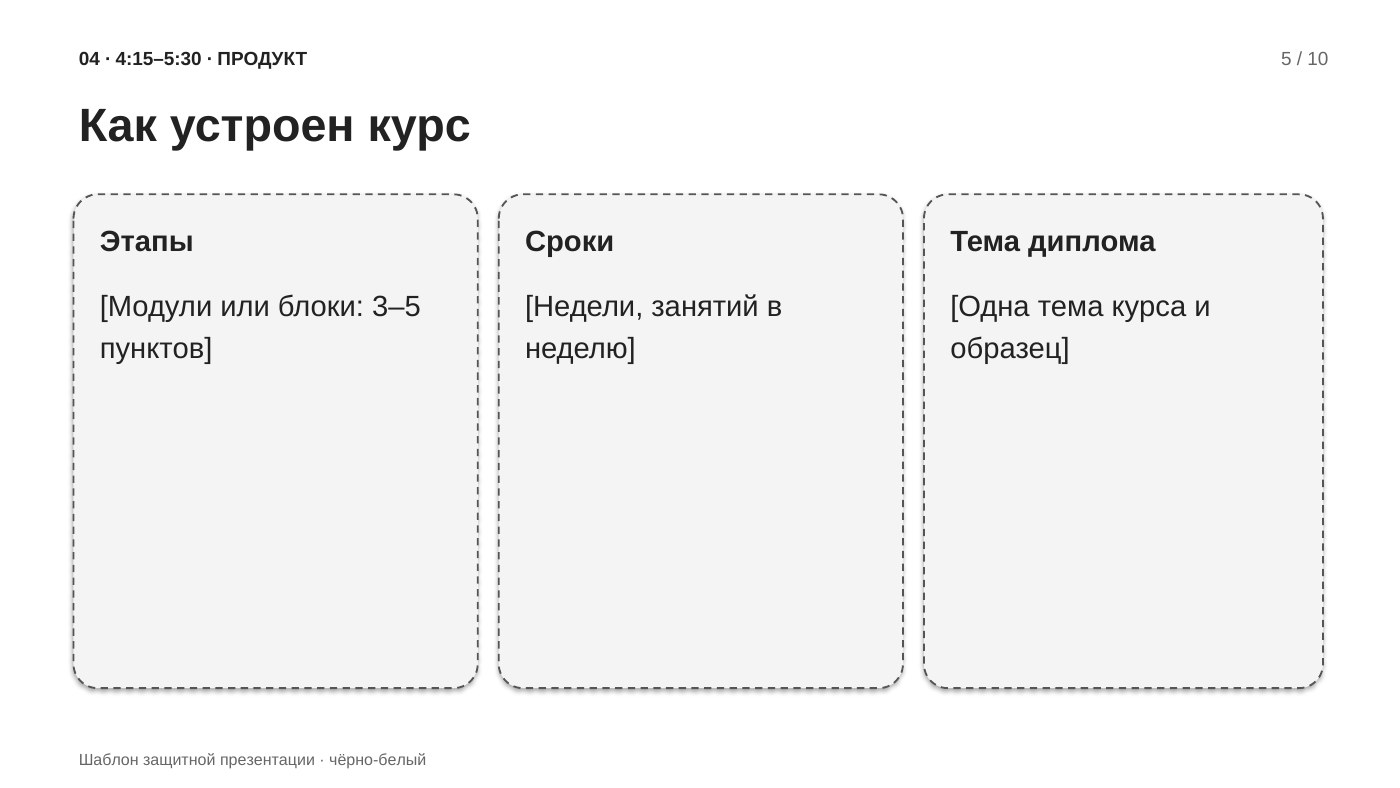 04 · 4:15–5:30 · ПРОДУКТ
5 / 10
Как устроен курс
Этапы
[Модули или блоки: 3–5
пунктов]
Сроки
[Недели, занятий в
неделю]
Тема диплома
[Одна тема курса и
образец]
Шаблон защитной презентации · чёрно-белый